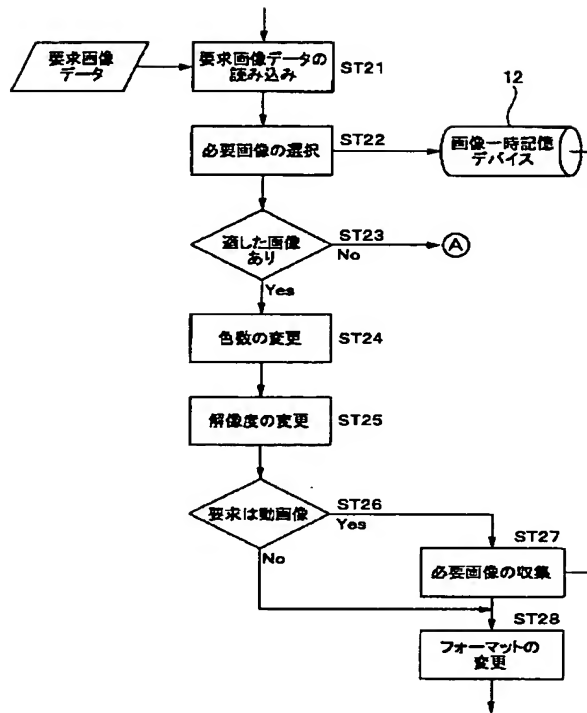 要求画像
データ
要求画像データの
読み込み
ST21
12
必要画像の選択
ST22
画像一時記憶
デバイス
適した画像
あり
ST23
No
A
Yes
色数の変更
ST24
解像度の変更
ST25
要求は動画像
ST26
Yes
No
ST27
必要画像の収集
ST28
フォーマットの
変更